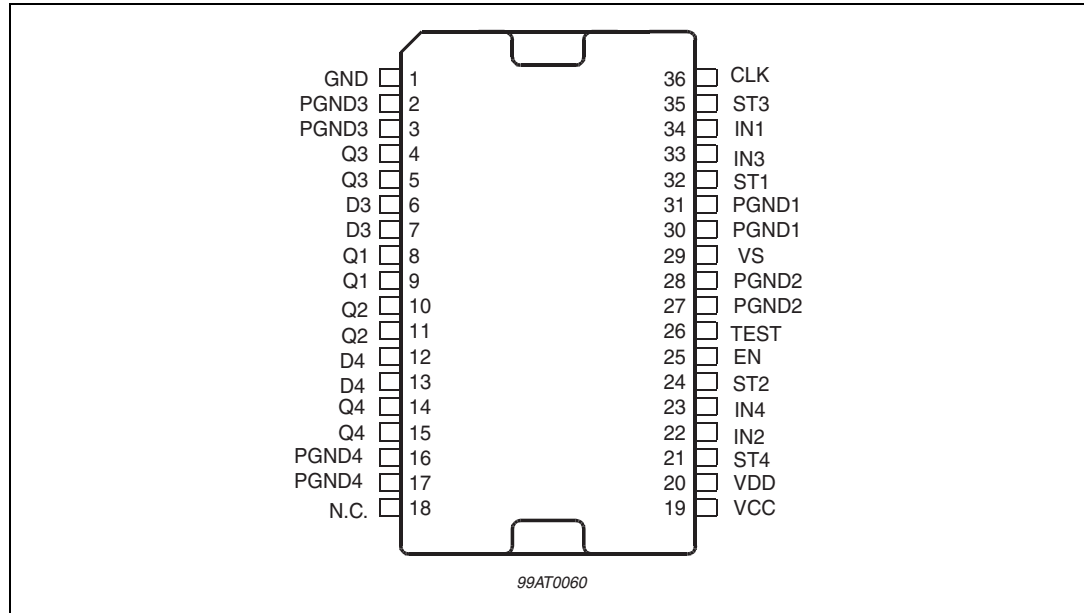 GND 1 36 CLK
PGND3 2 35 ST3
PGND3 3 34 IN1
Q3 4 33 IN3
Q3 5 32 ST1
D3 6 31 PGND1
D3 7 30 PGND1
Q1 8 29 VS
Q1 9 28 PGND2
Q2 10 27 PGND2
Q2 11 26 TEST
D4 12 25 EN
D4 13 24 ST2
Q4 14 23 IN4
Q4 15 22 IN2
PGND4 16 21 ST4
PGND4 17 20 VDD
N.C. 18 19 VCC
99AT0060